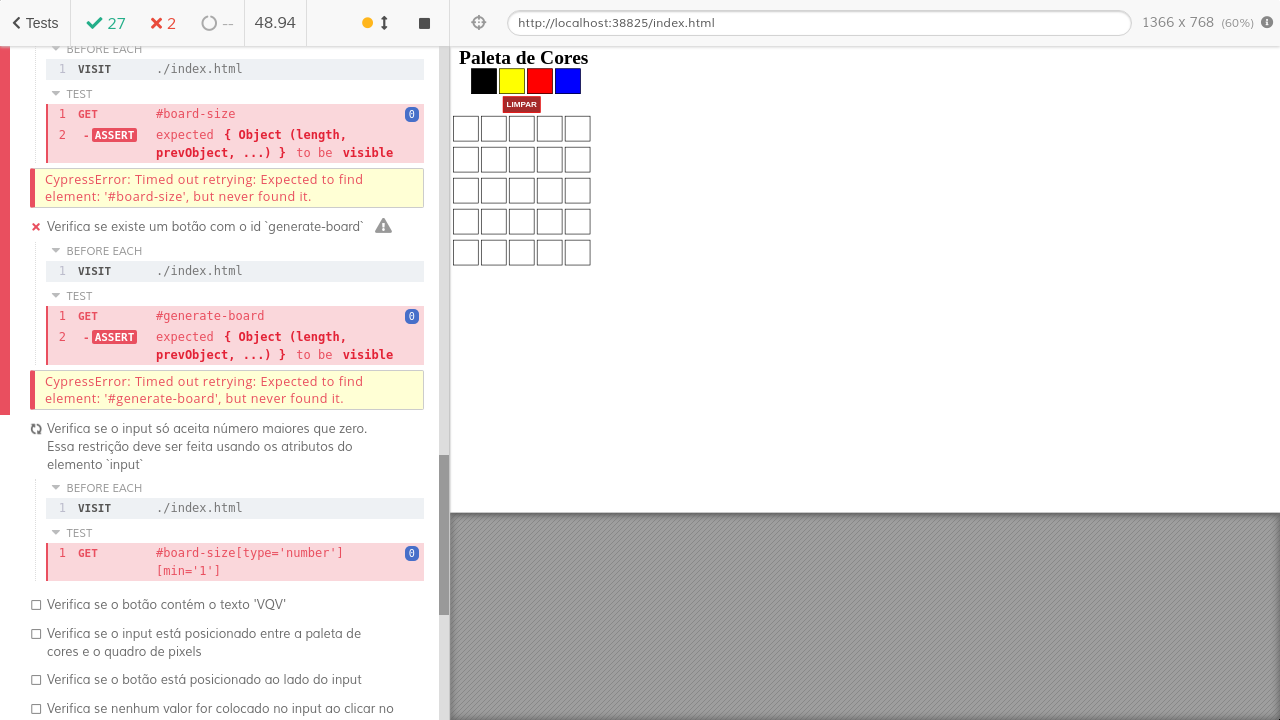 Tests 27 2 -- 48.94 http://localhost:38825/index.html 1366 x 768 (60%)
BEFORE EACH
1 VISIT ./index.html
TEST
1 GET #board-size 0
2 -ASSERT expected { Object (length,
prevObject, ...) } to be visible
CypressError: Timed out retrying: Expected to find
element: '#board-size', but never found it.
Verifica se existe um botão com o id `generate-board`
BEFORE EACH
1 VISIT ./index.html
TEST
1 GET #generate-board 0
2 -ASSERT expected { Object (length,
prevObject, ...) } to be visible
CypressError: Timed out retrying: Expected to find
element: '#generate-board', but never found it.
Verifica se o input só aceita número maiores que zero.
Essa restrição deve ser feita usando os atributos do
elemento `input`
BEFORE EACH
1 VISIT ./index.html
TEST
1 GET #board-size[type='number'] 0
[min='1']
Verifica se o botão contém o texto 'VQV'
Verifica se o input está posicionado entre a paleta de
cores e o quadro de pixels
Verifica se o botão está posicionado ao lado do input
Verifica se nenhum valor for colocado no input ao clicar no
Paleta de Cores
LIMPAR